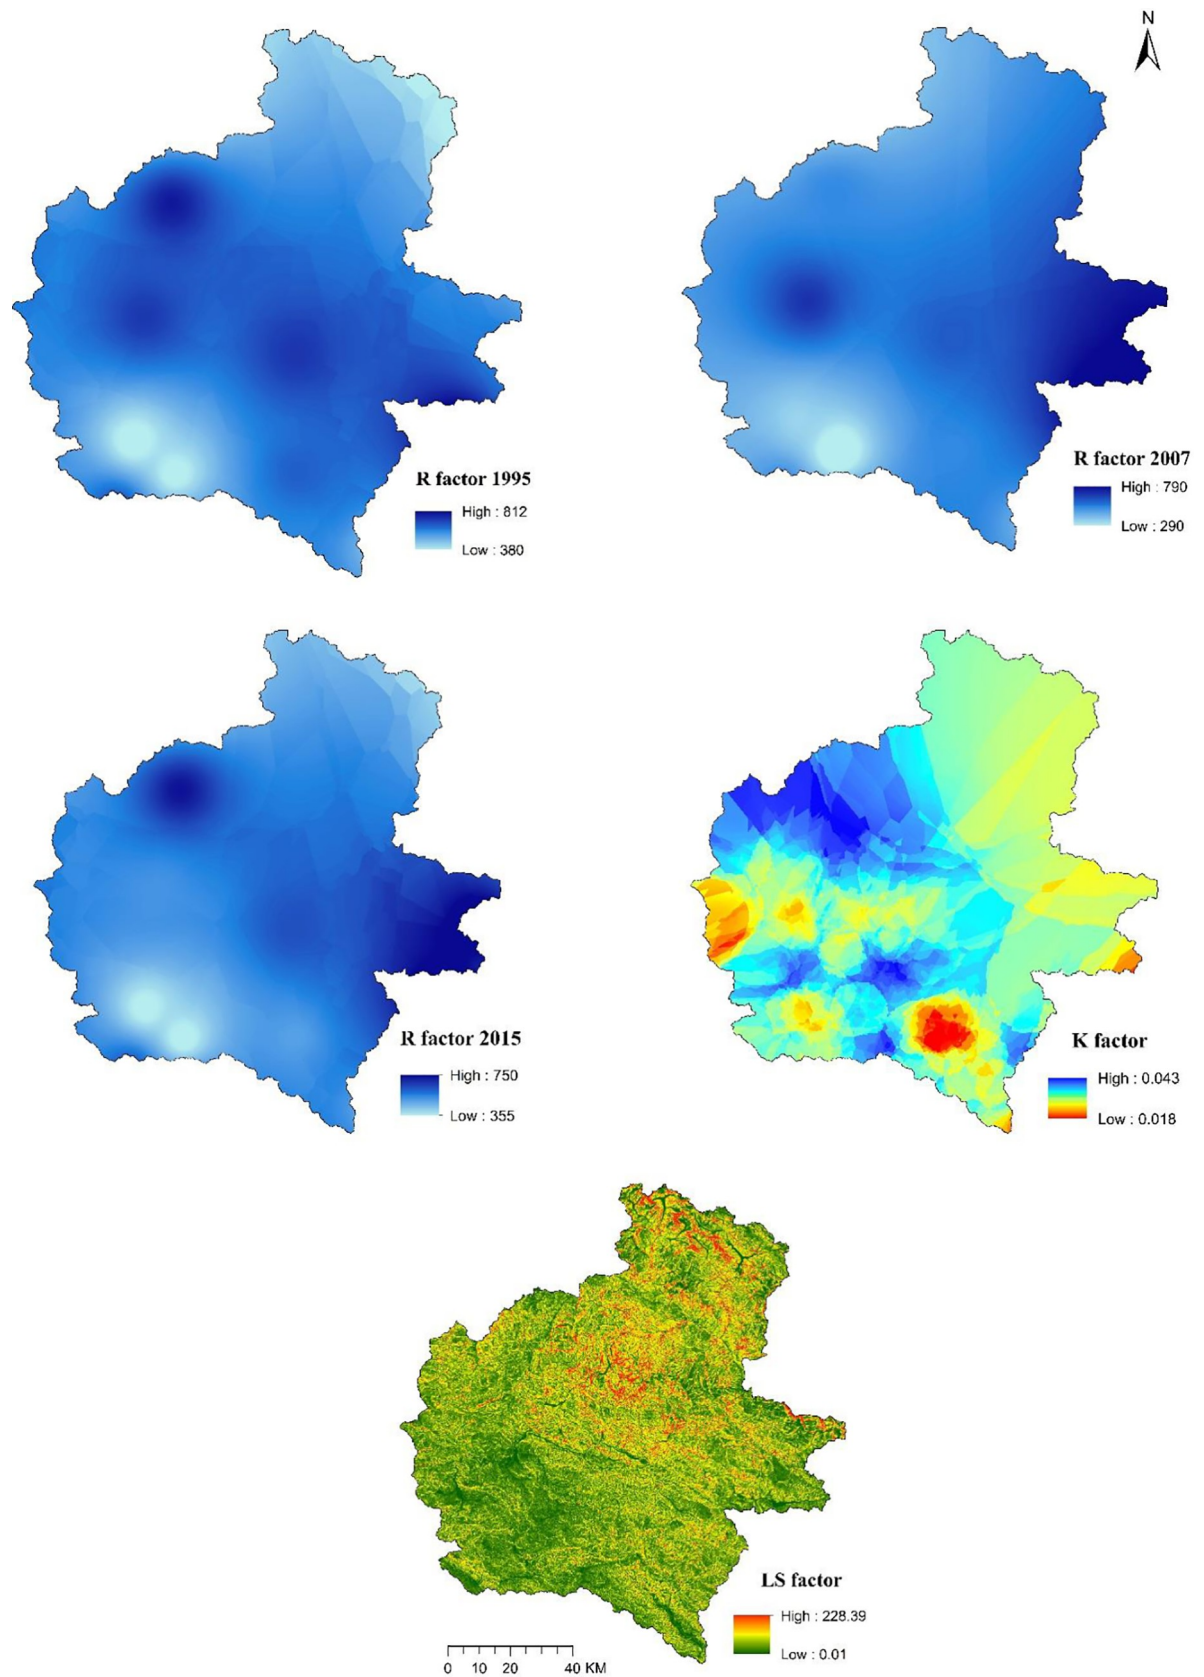 N
R factor 1995
High : 812
Low : 380
R factor 2007
High : 790
Low : 290
R factor 2015
High : 750
Low : 355
K factor
High : 0.043
Low : 0.018
LS factor
High : 228.39
Low : 0.01
0 10 20 40 KM